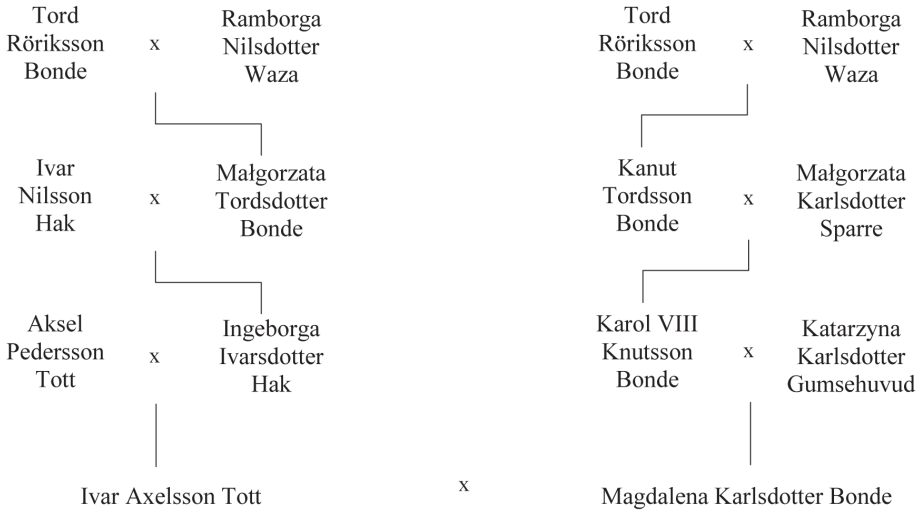 Tord
Röriksson
Bonde
x
Ramborga
Nilsdotter
Waza
Tord
Röriksson
Bonde
x
Ramborga
Nilsdotter
Waza
Ivar
Nilsson
Hak
x
Małgorzata
Tordsdotter
Bonde
Kanut
Tordsson
Bonde
x
Małgorzata
Karlsdotter
Sparre
Aksel
Pedersson
Tott
x
Ingeborga
Ivarsdotter
Hak
Karol VIII
Knutsson
Bonde
x
Katarzyna
Karlsdotter
Gumsehuvud
Ivar Axelsson Tott
x
Magdalena Karlsdotter Bonde